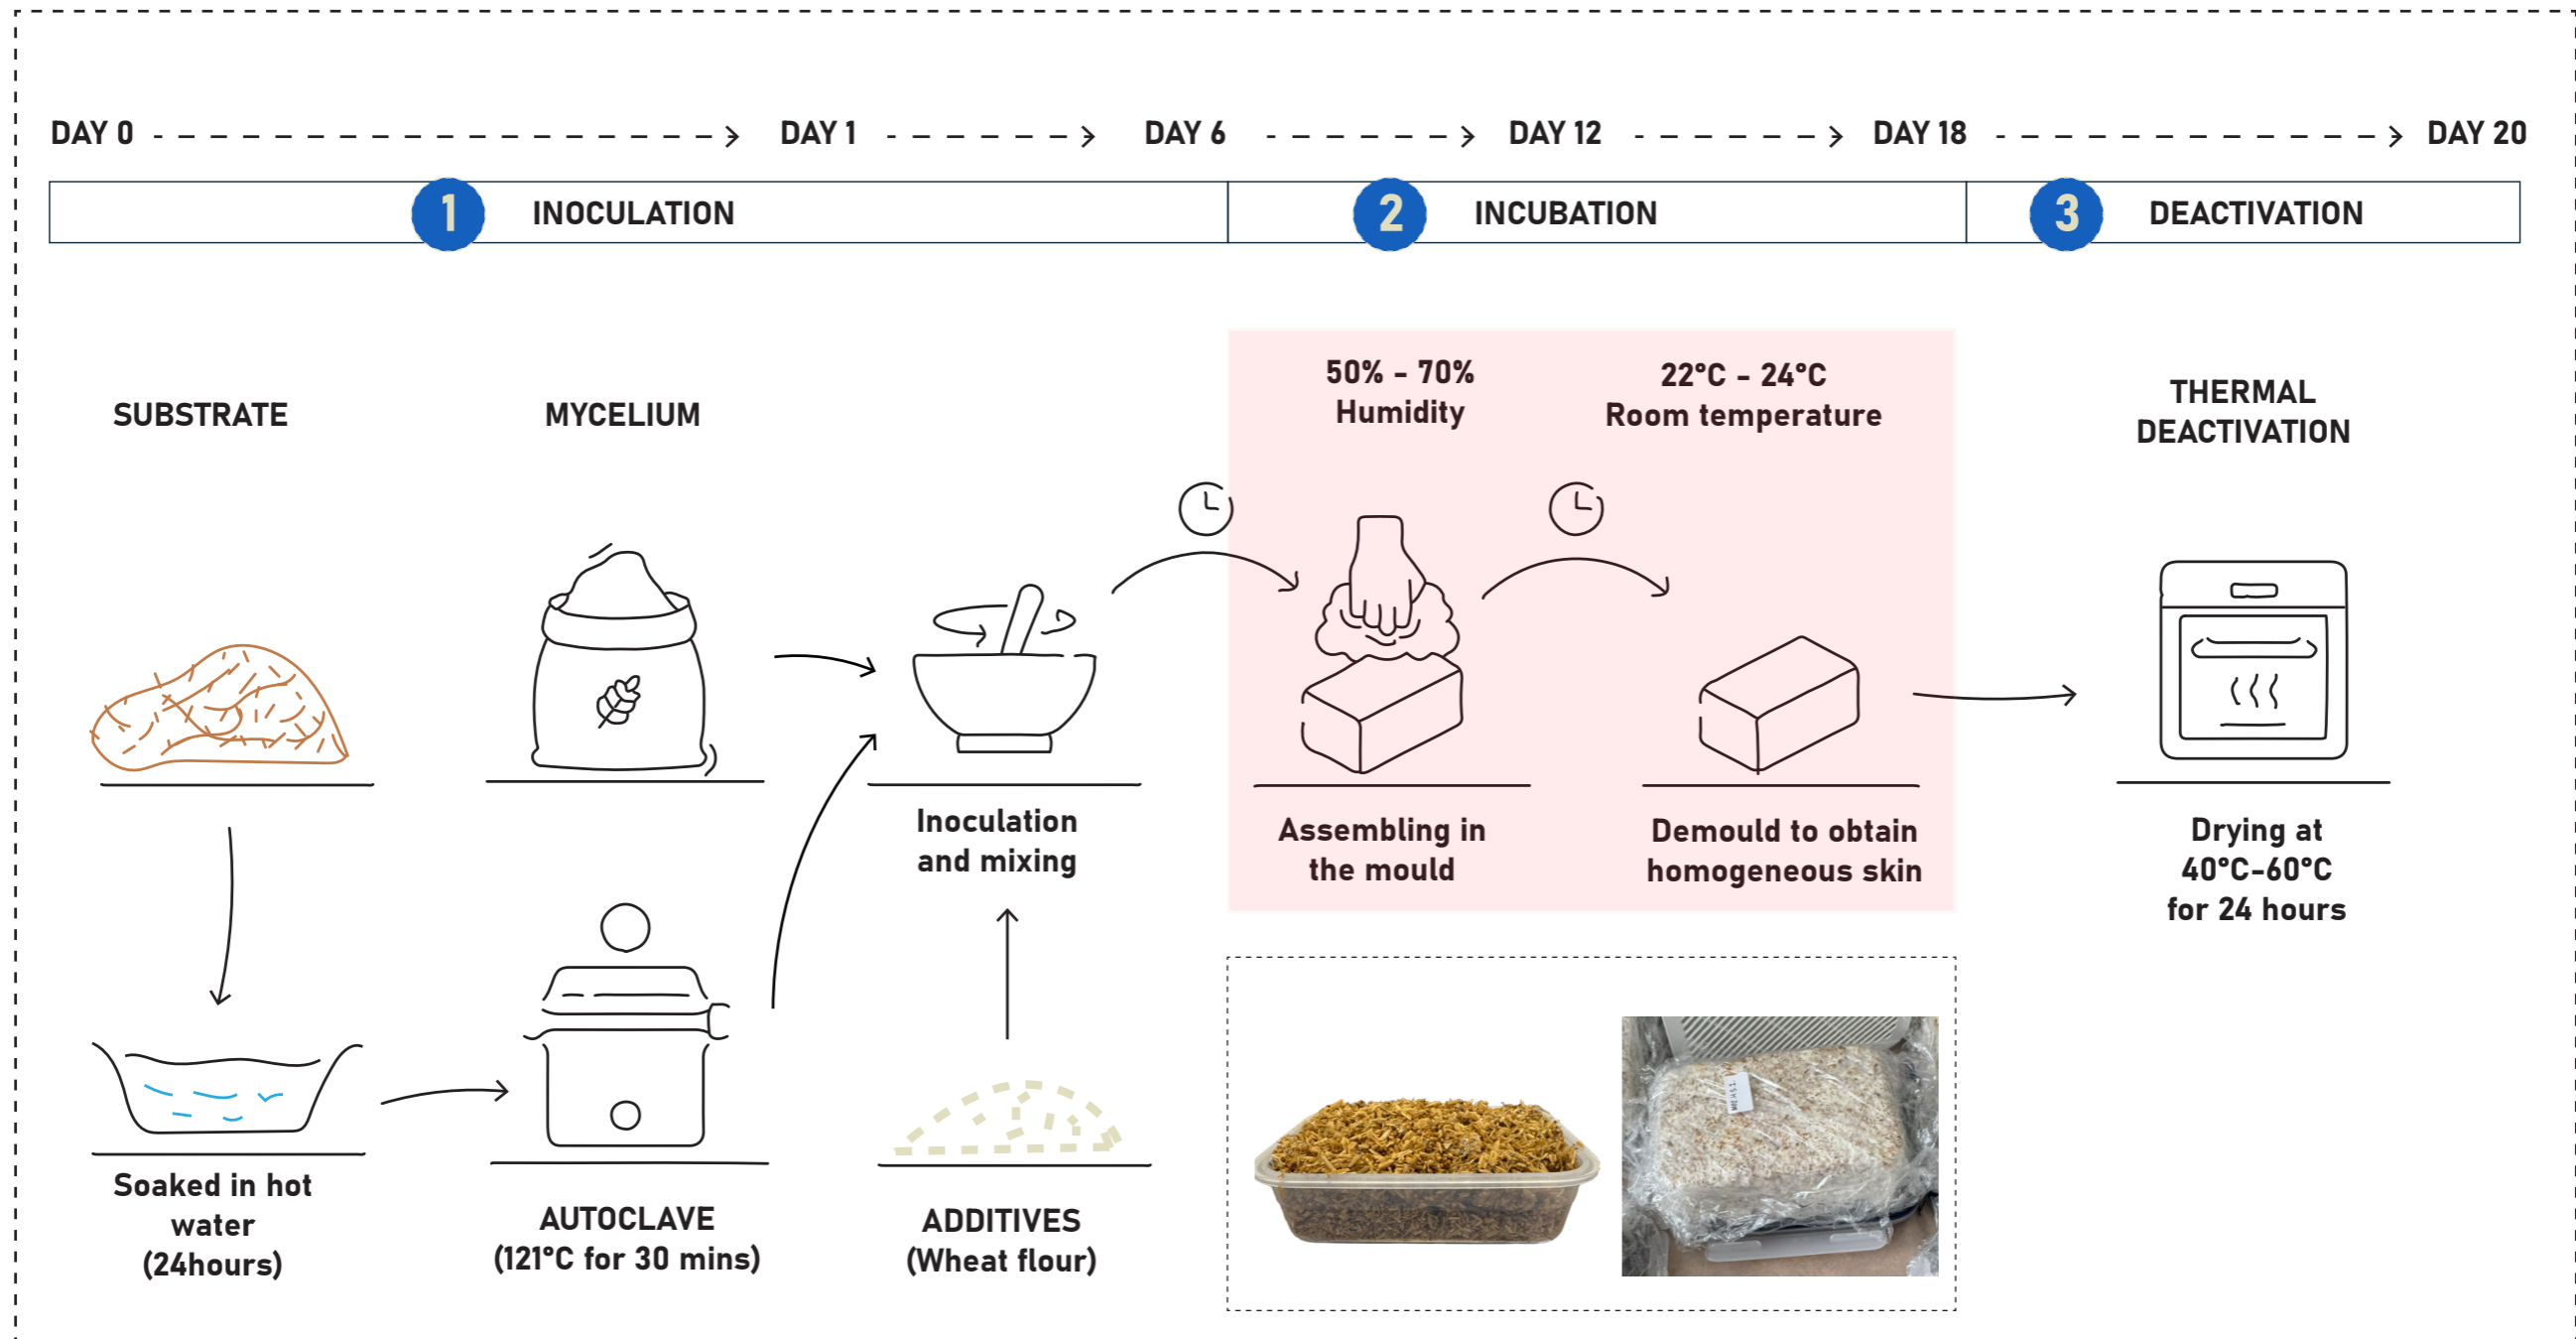 DAY 0
DAY 1
DAY 6
DAY 12
DAY 18
DAY 20
1
INOCULATION
2
INCUBATION
3
DEACTIVATION
SUBSTRATE
MYCELIUM
50% - 70%
Humidity
22°C - 24°C
Room temperature
THERMAL
DEACTIVATION
Inoculation
and mixing
Assembling in
the mould
Demould to obtain
homogeneous skin
Drying at
40°C-60°C
for 24 hours
Soaked in hot
water
(24hours)
AUTOCLAVE
(121°C for 30 mins)
ADDITIVES
(Wheat flour)